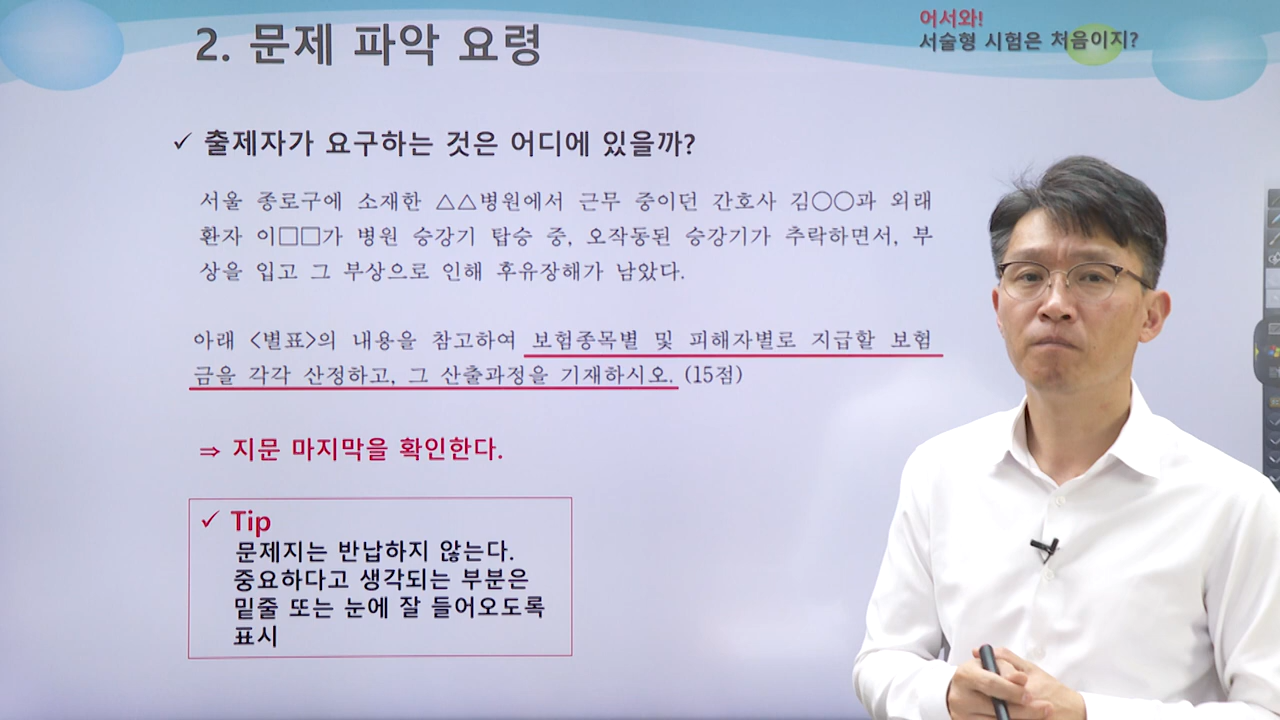 2. 문제 파악 요령
어서와!
서술형 시험은 처음이지?
✓ 출제자가 요구하는 것은 어디에 있을까?
서울 종로구에 소재한 △△병원에서 근무 중이던 간호사 김○○과 외래
환자 이□□가 병원 승강기 탑승 중, 오작동된 승강기가 추락하면서, 부
상을 입고 그 부상으로 인해 후유장해가 남았다.
아래 <별표>의 내용을 참고하여 보험종목별 및 피해자별로 지급할 보험
금을 각각 산정하고, 그 산출과정을 기재하시오. (15점)
⇒ 지문 마지막을 확인한다.
✓ Tip
문제지는 반납하지 않는다.
중요하다고 생각되는 부분은
밑줄 또는 눈에 잘 들어오도록
표시